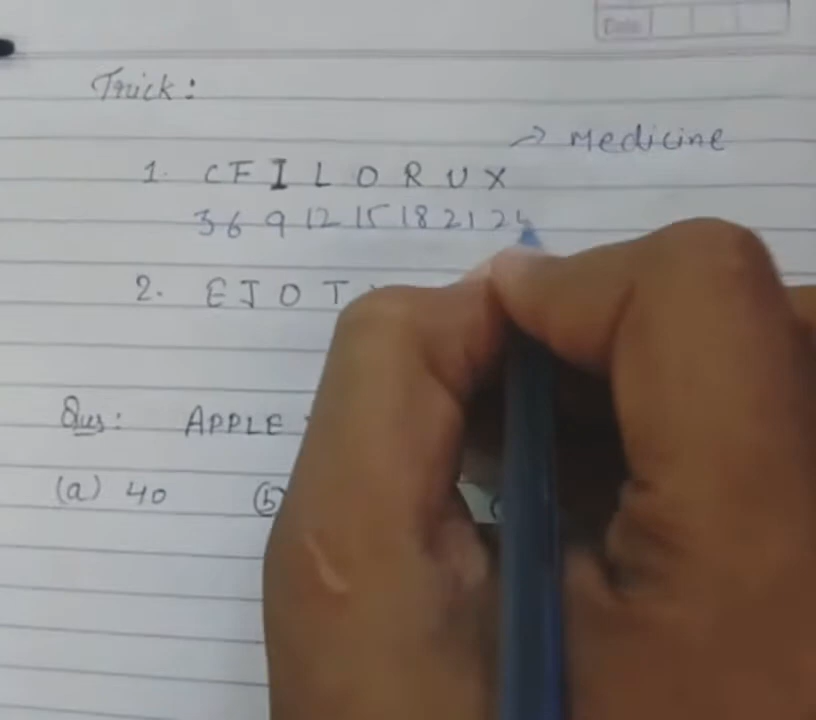 Date
Trick:
→ Medicine
1. C F I L O R U X
3 6 9 12 15 18 21 24
2. E J O T
Qus: APPLE
(a) 40 (b)